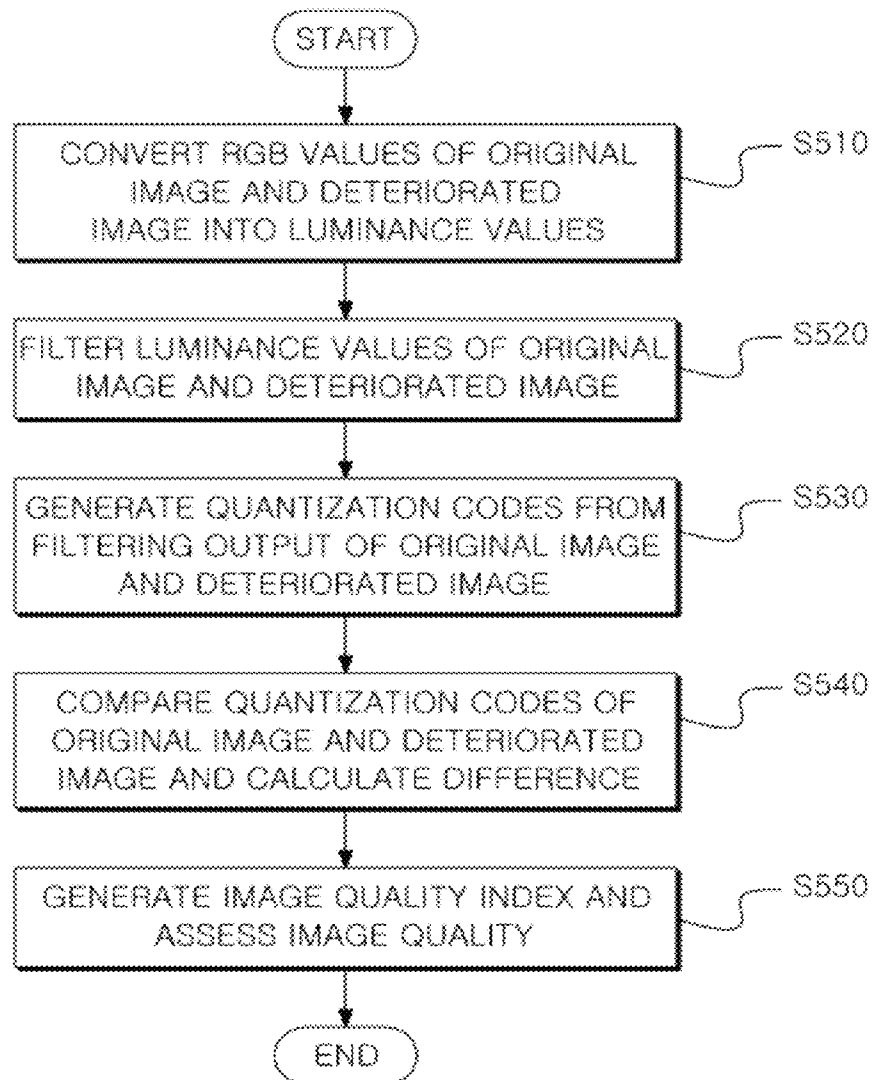 START
CONVERT RGB VALUES OF ORIGINAL
IMAGE AND DETERIORATED
IMAGE INTO LUMINANCE VALUES
S510
FILTER LUMINANCE VALUES OF ORIGINAL
IMAGE AND DETERIORATED IMAGE
S520
GENERATE QUANTIZATION CODES FROM
FILTERING OUTPUT OF ORIGINAL IMAGE
AND DETERIORATED IMAGE
S530
COMPARE QUANTIZATION CODES OF
ORIGINAL IMAGE AND DETERIORATED
IMAGE AND CALCULATE DIFFERENCE
S540
GENERATE IMAGE QUALITY INDEX AND
ASSESS IMAGE QUALITY
S550
END